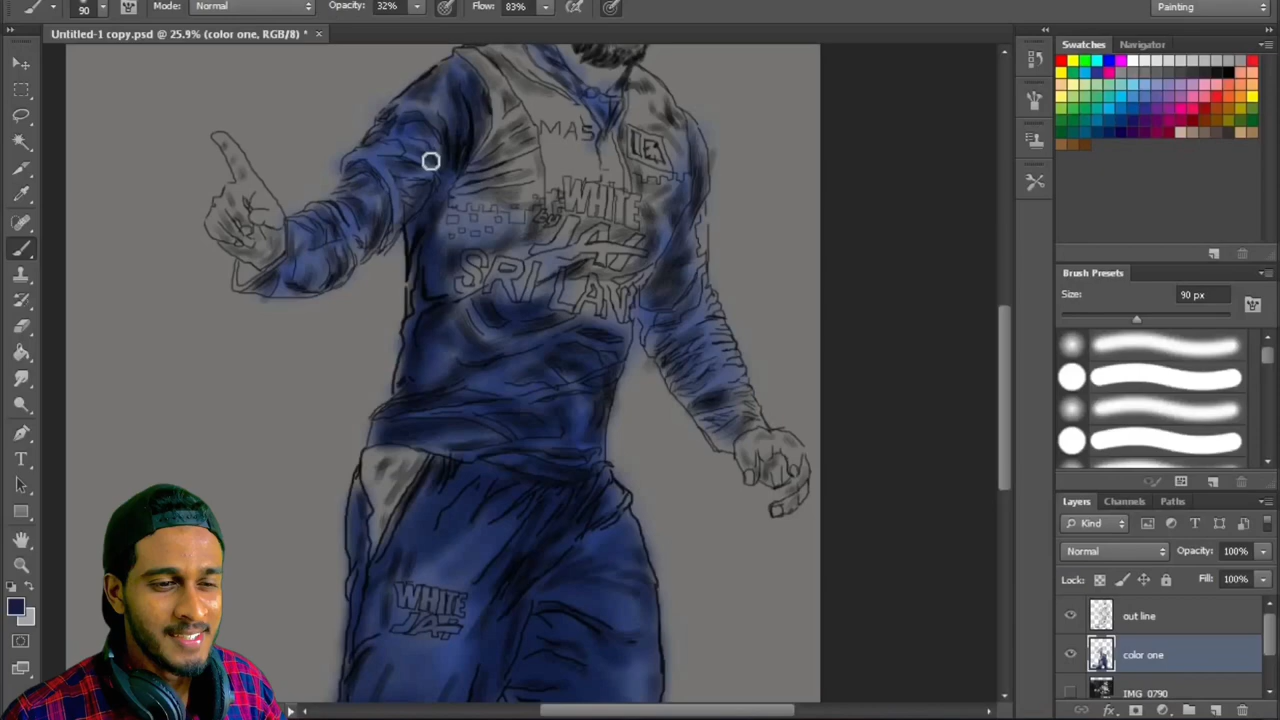 90
Mode: Normal
Opacity: 32%
Flow: 83%
Painting
Untitled-1 copy.psd @ 25.9% (color one, RGB/8) * ×
Swatches Navigator
Brush Presets
Size: 90 px
Layers Channels Paths
Kind
Normal
Opacity: 100%
Lock:
Fill: 100%
out line
color one
IMG_0790
MAS
WHITE
SRI LAN
WHITE
T